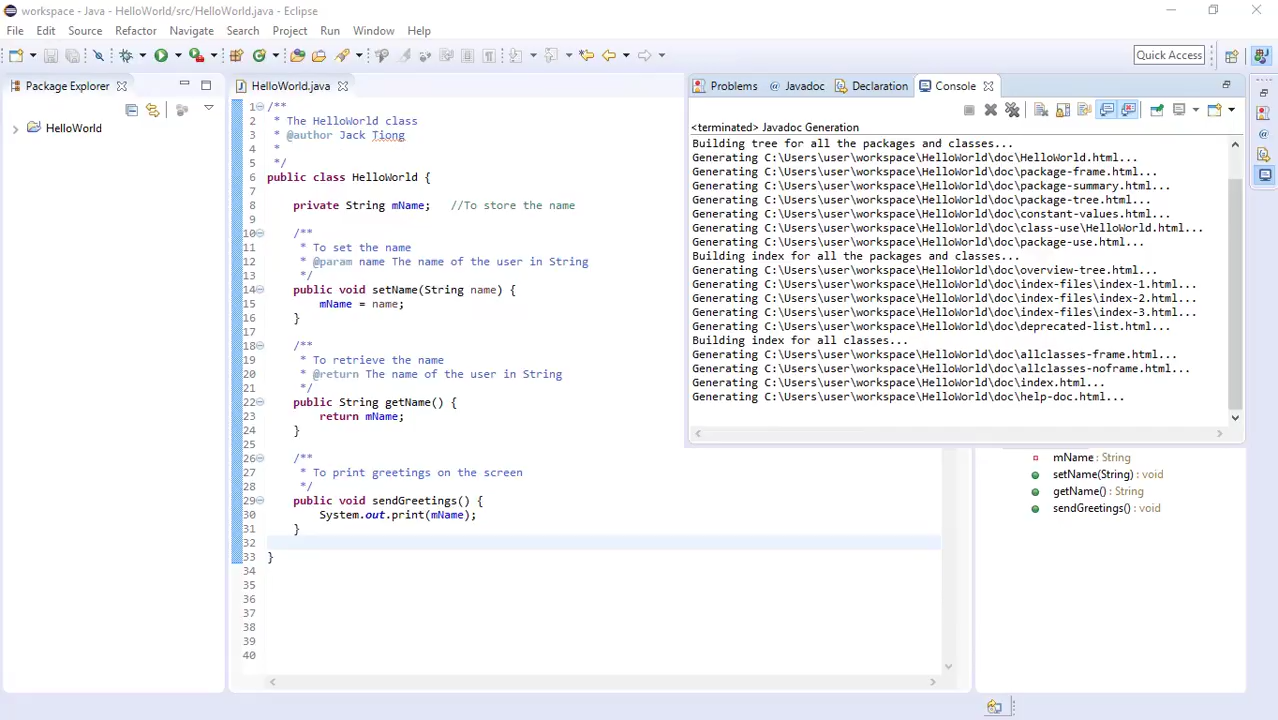 workspace - Java - HelloWorld/src/HelloWorld.java - Eclipse
File Edit Source Refactor Navigate Search Project Run Window Help
Quick Access
Package Explorer
HelloWorld
HelloWorld.java
1 /**
2 * The HelloWorld class
3 * @author Jack Tiong
4 *
5 */
6 public class HelloWorld {
7
8 private String mName; //To store the name
9
10 /**
11 * To set the name
12 * @param name The name of the user in String
13 */
14 public void setName(String name) {
15 mName = name;
16 }
17
18 /**
19 * To retrieve the name
20 * @return The name of the user in String
21 */
22 public String getName() {
23 return mName;
24 }
25
26 /**
27 * To print greetings on the screen
28 */
29 public void sendGreetings() {
30 System.out.print(mName);
31 }
32
33 }
34
35
36
37
38
39
40
Problems @ Javadoc Declaration Console
<terminated> Javadoc Generation
Building tree for all the packages and classes...
Generating C:\Users\user\workspace\HelloWorld\doc\HelloWorld.html...
Generating C:\Users\user\workspace\HelloWorld\doc\package-frame.html...
Generating C:\Users\user\workspace\HelloWorld\doc\package-summary.html...
Generating C:\Users\user\workspace\HelloWorld\doc\package-tree.html...
Generating C:\Users\user\workspace\HelloWorld\doc\constant-values.html...
Generating C:\Users\user\workspace\HelloWorld\doc\class-use\HelloWorld.html...
Generating C:\Users\user\workspace\HelloWorld\doc\package-use.html...
Building index for all the packages and classes...
Generating C:\Users\user\workspace\HelloWorld\doc\overview-tree.html...
Generating C:\Users\user\workspace\HelloWorld\doc\index-files\index-1.html...
Generating C:\Users\user\workspace\HelloWorld\doc\index-files\index-2.html...
Generating C:\Users\user\workspace\HelloWorld\doc\index-files\index-3.html...
Generating C:\Users\user\workspace\HelloWorld\doc\deprecated-list.html...
Building index for all classes...
Generating C:\Users\user\workspace\HelloWorld\doc\allclasses-frame.html...
Generating C:\Users\user\workspace\HelloWorld\doc\allclasses-noframe.html...
Generating C:\Users\user\workspace\HelloWorld\doc\index.html...
Generating C:\Users\user\workspace\HelloWorld\doc\help-doc.html...
mName : String
setName(String) : void
getName() : String
sendGreetings() : void